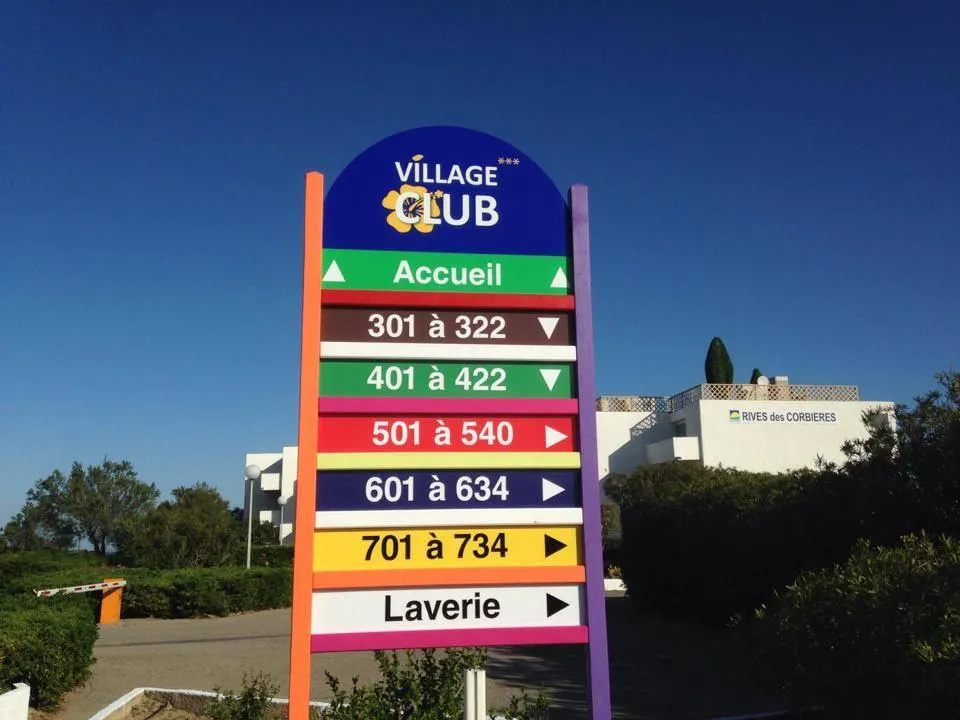 VILLAGE ***
CLUB
Accueil
301 à 322
401 à 422
501 à 540
601 à 634
701 à 734
Laverie
RIVES des CORBIERES